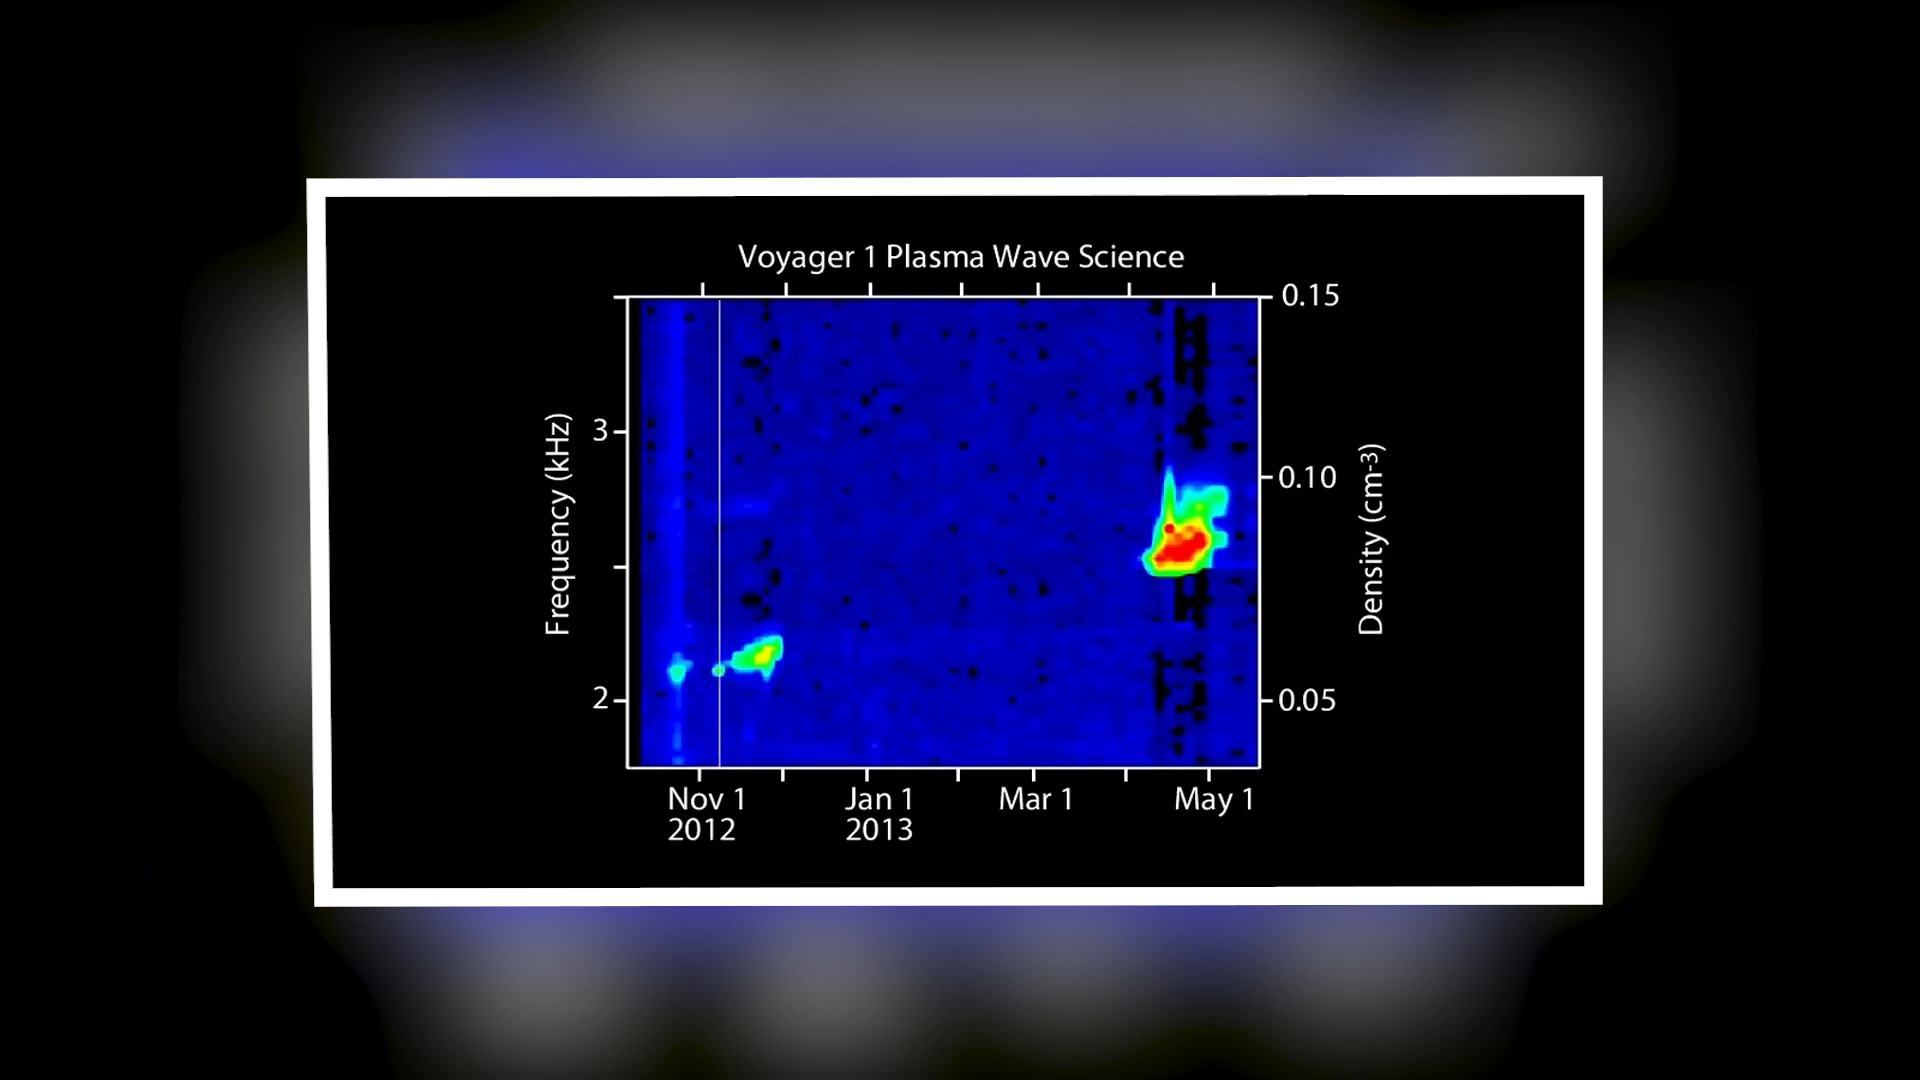 Voyager 1 Plasma Wave Science
0.15
3
0.10
Frequency (kHz)
Density (cm-3)
2
0.05
Nov 1
2012
Jan 1
2013
Mar 1
May 1